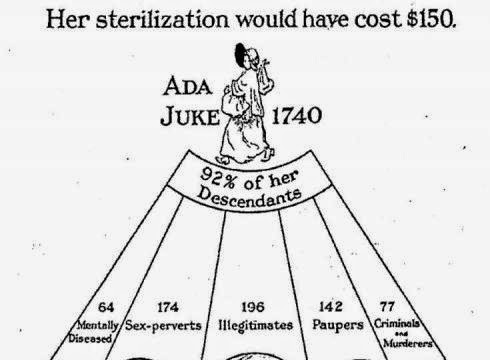 Her sterilization would have cost $150.
ADA
JUKE 1740
92% of her
Descendants
64 174 196 142 77
Mentally Diseased
Sex-perverts
Illegitimates
Paupers
Criminals and Murderers